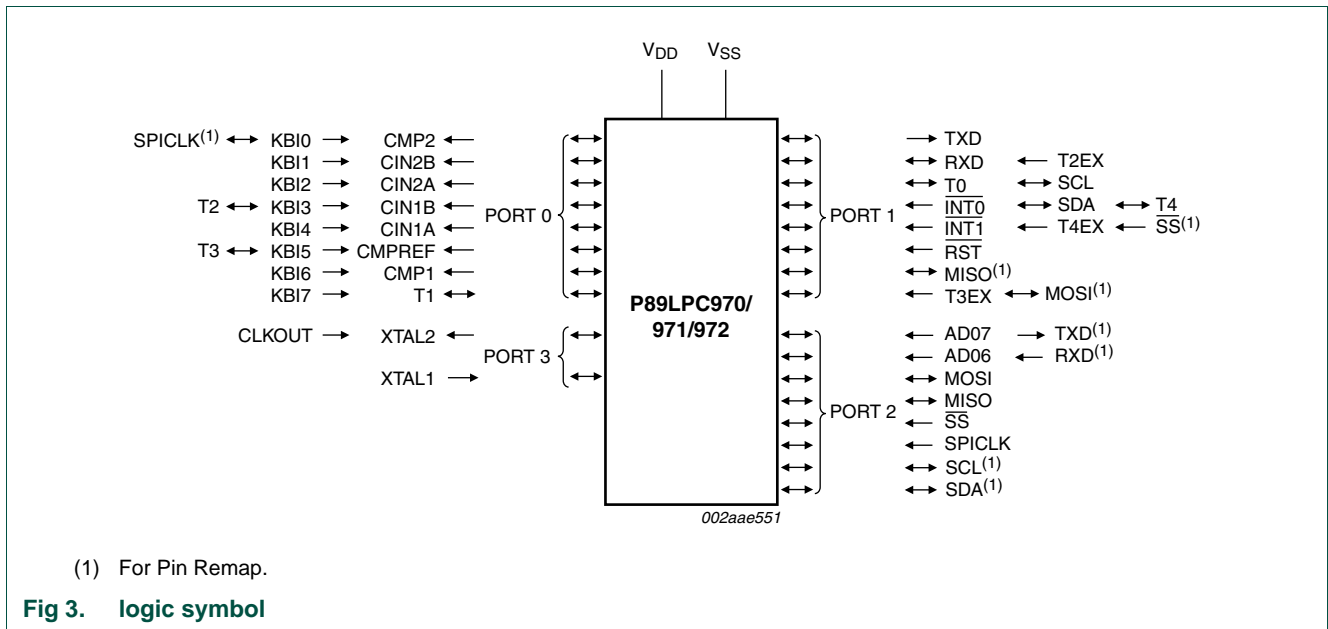 VDD VSS
SPICLK(1) KBI0 CMP2 TXD
KBI1 CIN2B RXD T2EX
KBI2 CIN2A T0 SCL
T2 KBI3 CIN1B PORT 0 PORT 1 INT0 SDA T4
KBI4 CIN1A INT1 T4EX SS(1)
T3 KBI5 CMPREF RST
KBI6 CMP1 MISO(1)
KBI7 T1 T3EX MOSI(1)
P89LPC970/
971/972
CLKOUT XTAL2 PORT 3 AD07 TXD(1)
AD06 RXD(1)
XTAL1 MOSI
MISO
PORT 2 SS
SPICLK
SCL(1)
SDA(1)
002aae551
(1) For Pin Remap.
Fig 3. logic symbol